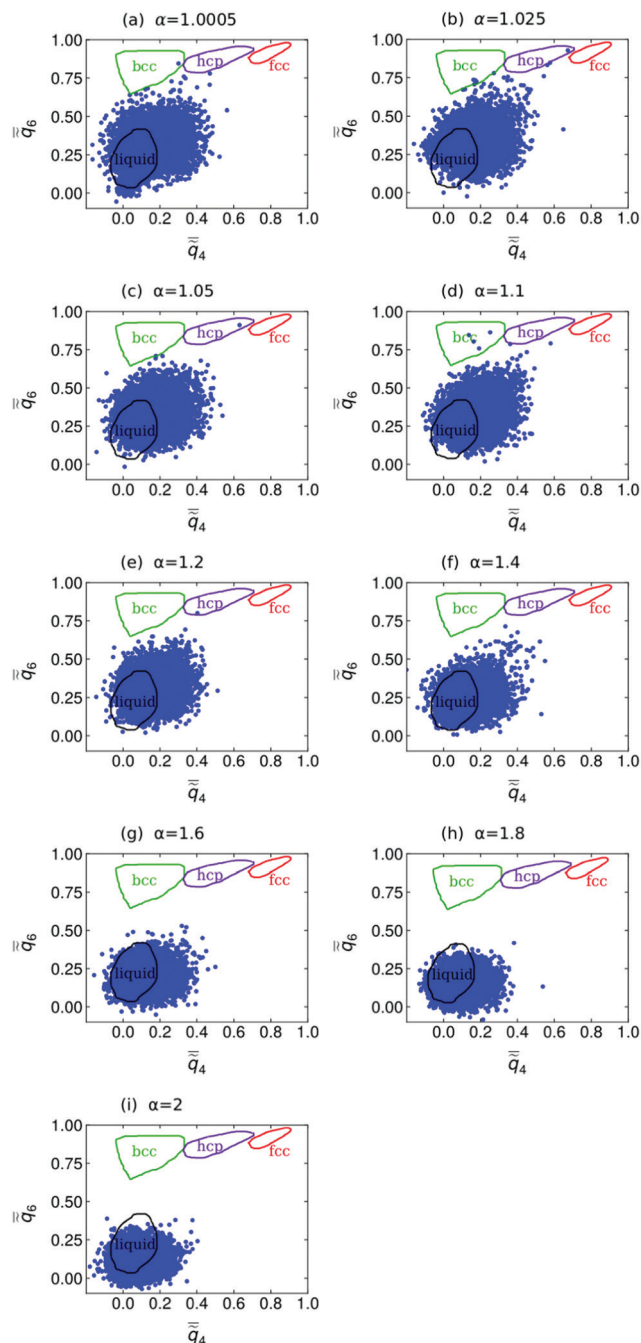 (a) α=1.0005
(b) α=1.025
1.00
0.75
0.50
0.25
0.00
q̃̅₆
bcc
hcp
fcc
liquid
0.0 0.2 0.4 0.6 0.8 1.0
q̃̅₄
1.00
0.75
0.50
0.25
0.00
q̃̅₆
bcc
hcp
fcc
liquid
0.0 0.2 0.4 0.6 0.8 1.0
q̃̅₄
(c) α=1.05
(d) α=1.1
1.00
0.75
0.50
0.25
0.00
q̃̅₆
bcc
hcp
fcc
liquid
0.0 0.2 0.4 0.6 0.8 1.0
q̃̅₄
1.00
0.75
0.50
0.25
0.00
q̃̅₆
bcc
hcp
fcc
liquid
0.0 0.2 0.4 0.6 0.8 1.0
q̃̅₄
(e) α=1.2
(f) α=1.4
1.00
0.75
0.50
0.25
0.00
q̃̅₆
bcc
hcp
fcc
liquid
0.0 0.2 0.4 0.6 0.8 1.0
q̃̅₄
1.00
0.75
0.50
0.25
0.00
q̃̅₆
bcc
hcp
fcc
liquid
0.0 0.2 0.4 0.6 0.8 1.0
q̃̅₄
(g) α=1.6
(h) α=1.8
1.00
0.75
0.50
0.25
0.00
q̃̅₆
bcc
hcp
fcc
liquid
0.0 0.2 0.4 0.6 0.8 1.0
q̃̅₄
1.00
0.75
0.50
0.25
0.00
q̃̅₆
bcc
hcp
fcc
liquid
0.0 0.2 0.4 0.6 0.8 1.0
q̃̅₄
(i) α=2
1.00
0.75
0.50
0.25
0.00
q̃̅₆
bcc
hcp
fcc
liquid
0.0 0.2 0.4 0.6 0.8 1.0
q̃̅₄